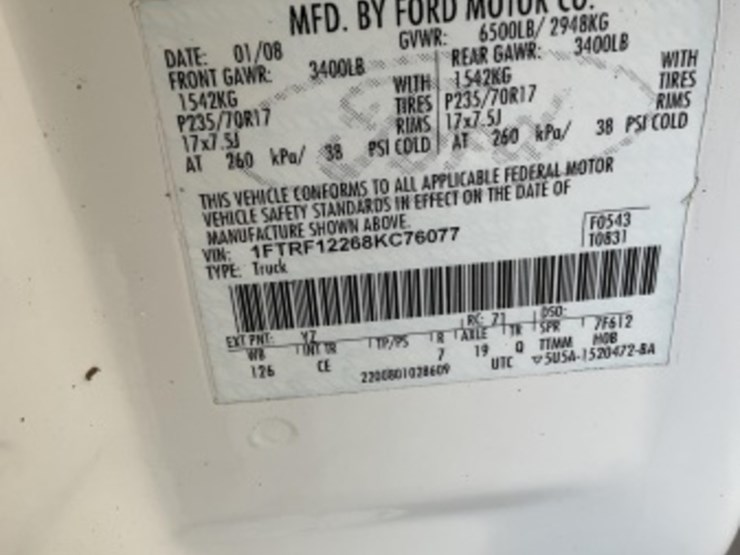 MFD. BY FORD MOTOR CO.
DATE: 01/08 GVWR: 6500LB/ 2948KG
FRONT GAWR: 3400LB REAR GAWR: 3400LB
1542KG WITH 1542KG WITH
P235/70R17 TIRES P235/70R17 TIRES
17x7.5J RIMS 17x7.5J RIMS
AT 260 kPa/ 38 PSI COLD AT 260 kPa/ 38 PSI COLD
THIS VEHICLE CONFORMS TO ALL APPLICABLE FEDERAL MOTOR
VEHICLE SAFETY STANDARDS IN EFFECT ON THE DATE OF
MANUFACTURE SHOWN ABOVE.
VIN: 1FTRF12268KC76077 F0543
TYPE: Truck T0831
EXT PNT: YZ RC: 71 DSO:
WB INT TR TP/PS R AXLE TR SPR 7F612
126 CE 7 19 Q TTMM HOB
2200801028609 UTC ▽5U5A-1520472-BA